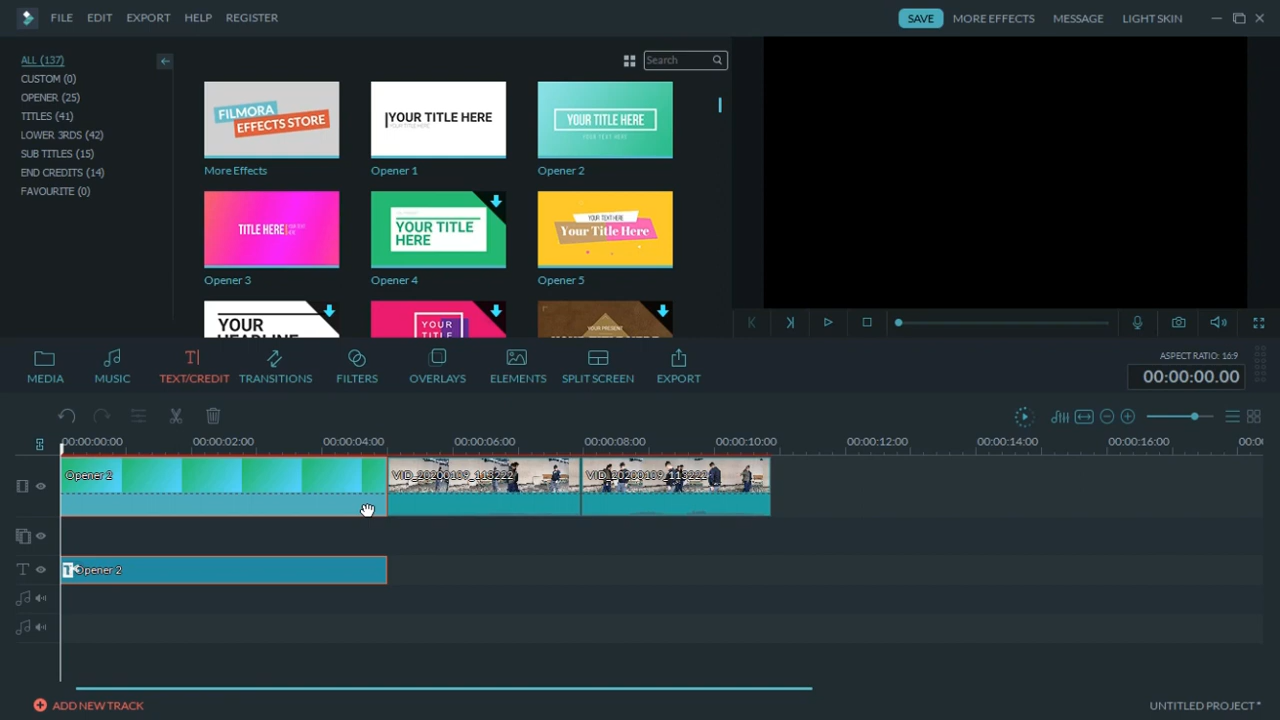 FILE EDIT EXPORT HELP REGISTER
SAVE MORE EFFECTS MESSAGE LIGHT SKIN
ALL (137)
CUSTOM (0)
OPENER (25)
TITLES (41)
LOWER 3RDS (42)
SUB TITLES (15)
END CREDITS (14)
FAVOURITE (0)
Search
FILMORA
EFFECTS STORE
YOUR TITLE HERE
YOUR TITLE HERE
YOUR TEXT HERE
More Effects
Opener 1
Opener 2
TITLE HERE
YOUR TITLE
HERE
YOUR TEXT HERE
Your Title Here
Opener 3
Opener 4
Opener 5
YOUR
HEADLINE
YOUR
TITLE
YOUR PRESENT
MEDIA
MUSIC
TEXT/CREDIT
TRANSITIONS
FILTERS
OVERLAYS
ELEMENTS
SPLIT SCREEN
EXPORT
ASPECT RATIO: 16:9
00:00:00.00
00:00:00:00 00:00:02:00 00:00:04:00 00:00:06:00 00:00:08:00 00:00:10:00 00:00:12:00 00:00:14:00 00:00:16:00 00:00
Opener 2
VID_20200109_113222
VID_20200109_113222
Opener 2
ADD NEW TRACK
UNTITLED PROJECT*